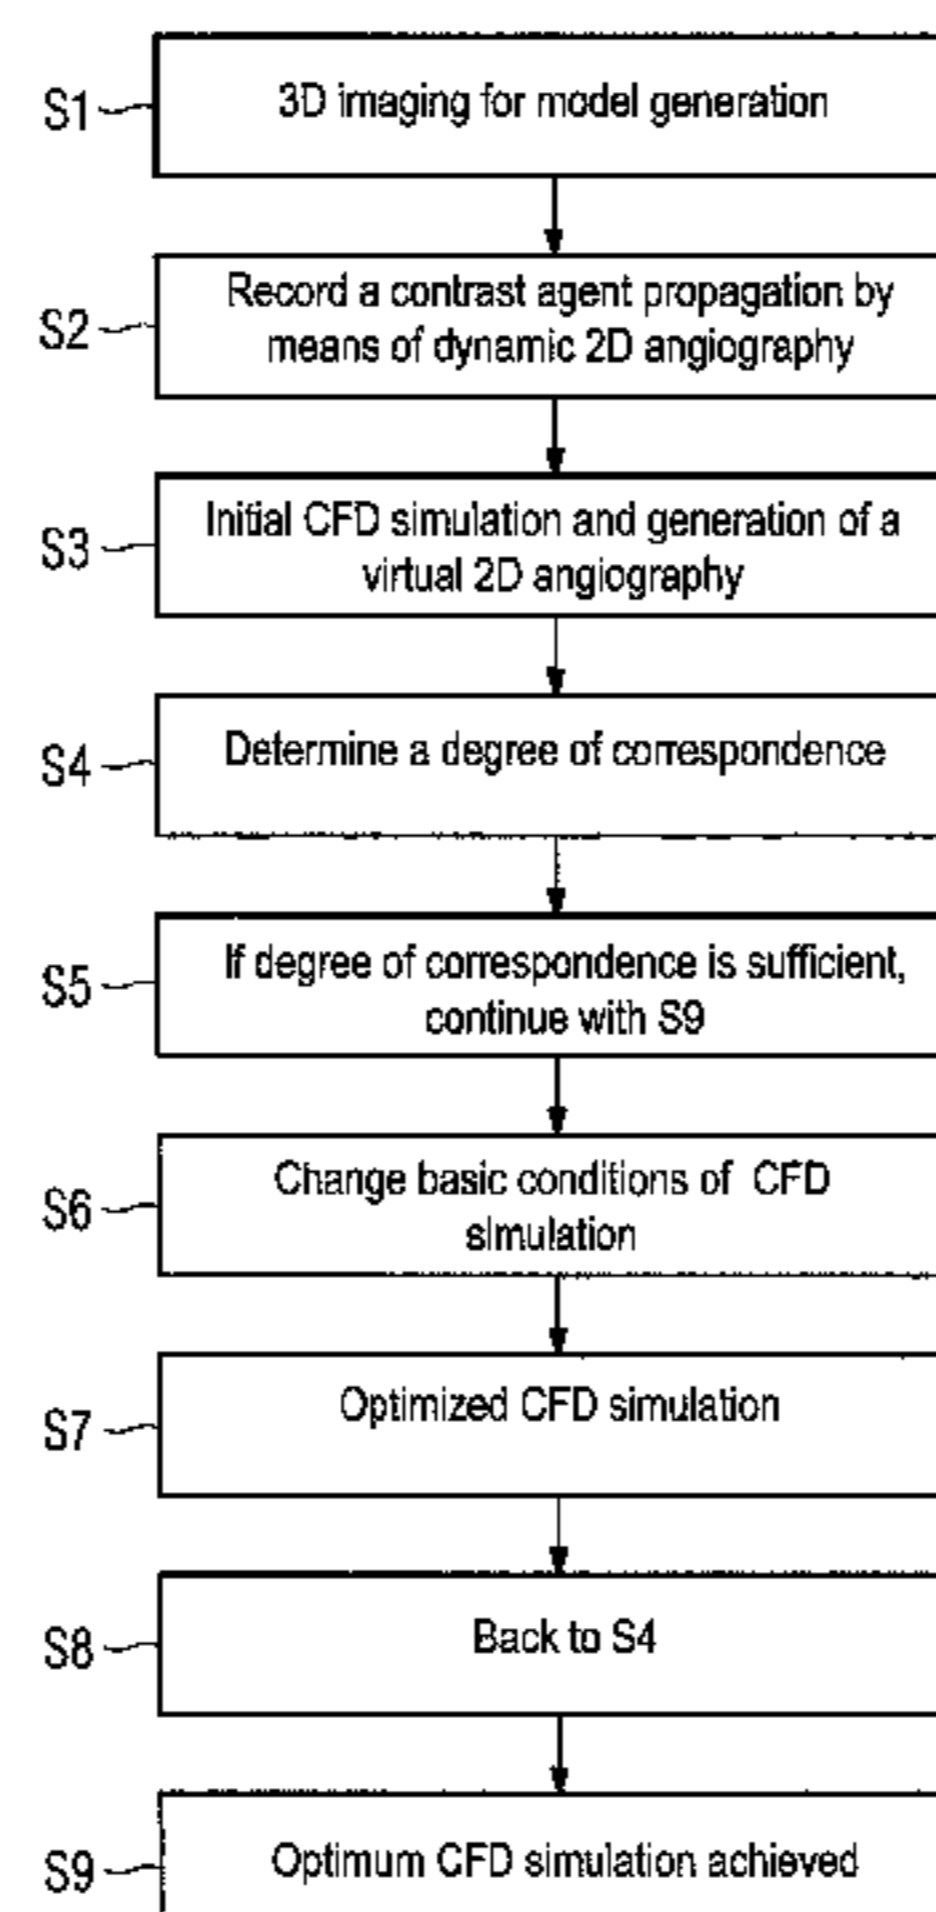 S1
3D imaging for model generation
S2
Record a contrast agent propagation by
means of dynamic 2D angiography
S3
Initial CFD simulation and generation of a
virtual 2D angiography
S4
Determine a degree of correspondence
S5
If degree of correspondence is sufficient,
continue with S9
S6
Change basic conditions of CFD
simulation
S7
Optimized CFD simulation
S8
Back to S4
S9
Optimum CFD simulation achieved